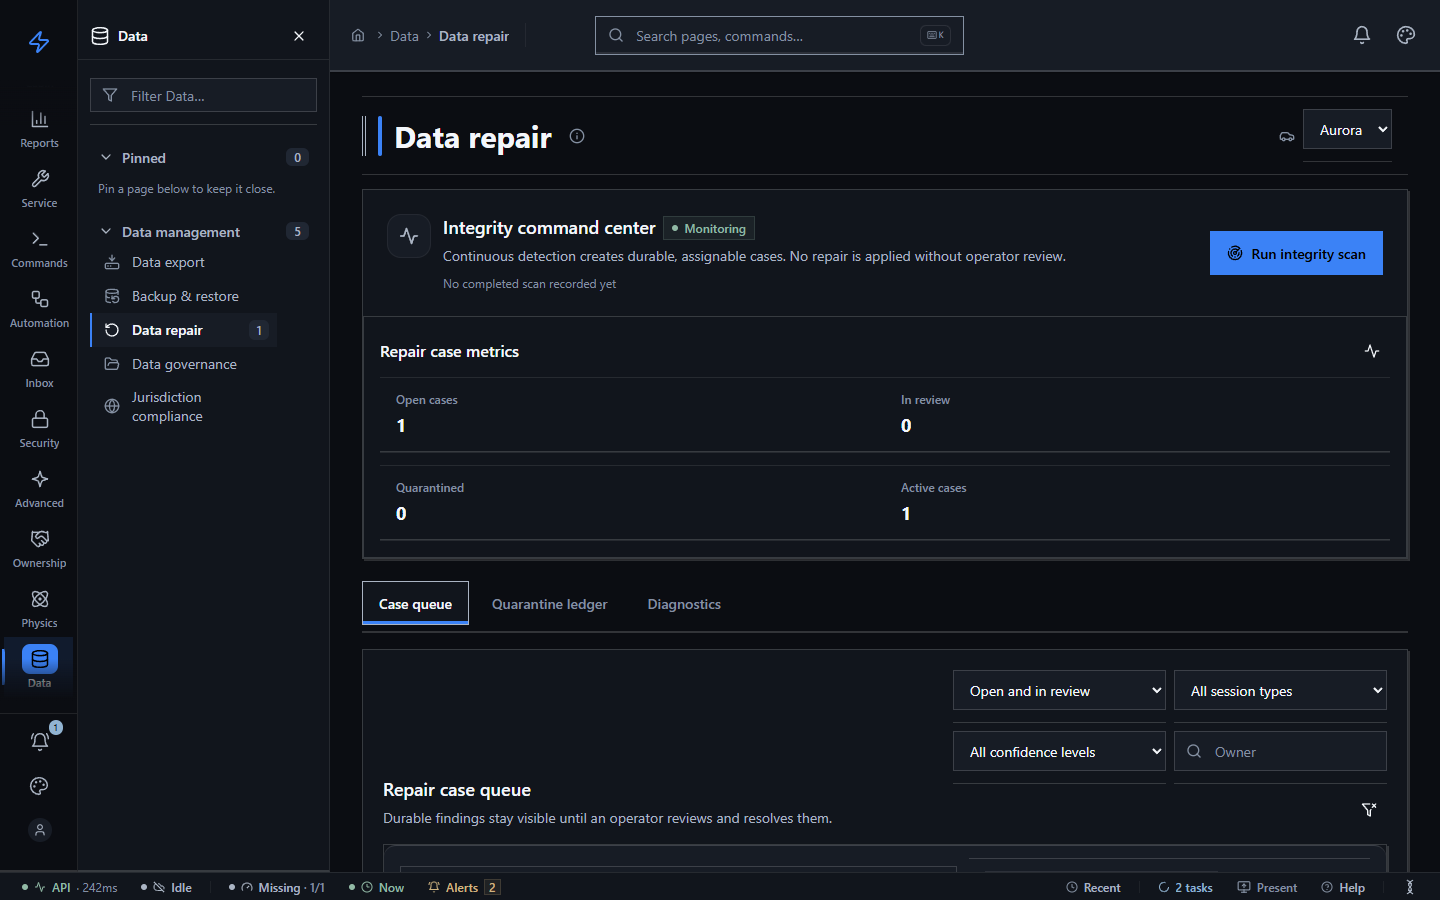 Data
Data
Data repair
Search pages, commands...
K
Filter Data...
Reports
Service
Commands
Automation
Inbox
Security
Advanced
Ownership
Physics
Data
1
Pinned
0
Pin a page below to keep it close.
Data management
5
Data export
Backup & restore
Data repair
1
Data governance
Jurisdiction
compliance
Data repair
Aurora
Integrity command center
Monitoring
Continuous detection creates durable, assignable cases. No repair is applied without operator review.
No completed scan recorded yet
Run integrity scan
Repair case metrics
Open cases
1
In review
0
Quarantined
0
Active cases
1
Case queue
Quarantine ledger
Diagnostics
Open and in review
All session types
All confidence levels
Owner
Repair case queue
Durable findings stay visible until an operator reviews and resolves them.
API · 242ms
Idle
Missing · 1/1
Now
Alerts 2
Recent
2 tasks
Present
Help